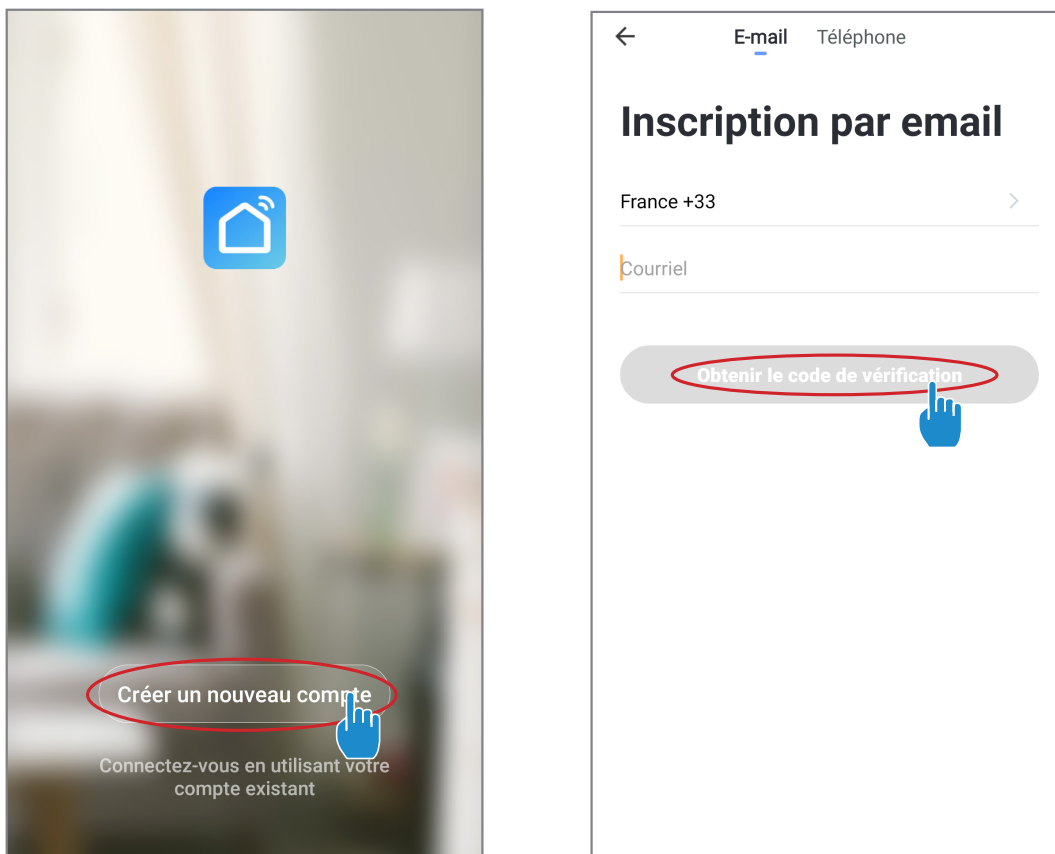 Créer un nouveau compte
Connectez-vous en utilisant votre
compte existant
E-mail Téléphone
Inscription par email
France +33
Courriel
Obtenir le code de vérification